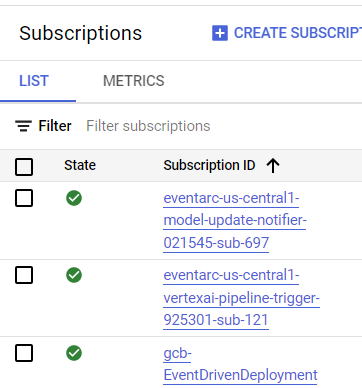 Subscriptions
CREATE SUBSCRIPT
LIST
METRICS
Filter Filter subscriptions
State
Subscription ID
eventarc-us-central1-
model-update-notifier-
021545-sub-697
eventarc-us-central1-
vertexai-pipeline-trigger-
925301-sub-121
gcb-
EventDrivenDeployment